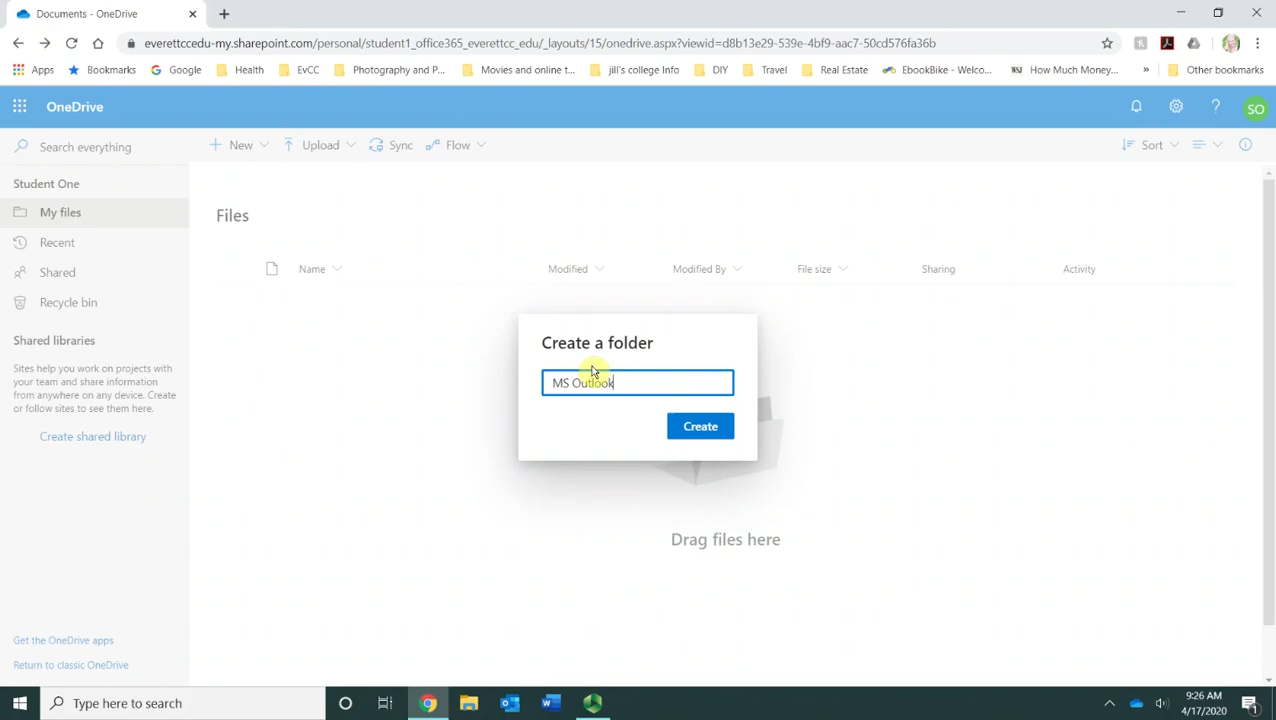 Documents - OneDrive
everettccedu-my.sharepoint.com/personal/student1_office365_everettcc_edu/_layouts/15/onedrive.aspx?viewid=d8b13e29-539e-4bf9-aac7-50cd576fa36b
Apps Bookmarks Google Health EvCC Photography and P... Movies and online t... jill's college Info DIY Travel Real Estate EbookBike - Welco... WSJ How Much Money... » Other bookmarks
OneDrive SO
Search everything New Upload Sync Flow Sort
Student One
My files
Files
Recent
Name Modified Modified By File size Sharing Activity
Shared
Recycle bin
Shared libraries
Create a folder
Sites help you work on projects with
your team and share information
from anywhere on any device. Create
or follow sites to see them here.
MS Outlook
Create
Create shared library
Drag files here
Get the OneDrive apps
Return to classic OneDrive
Type here to search
9:26 AM
4/17/2020
1